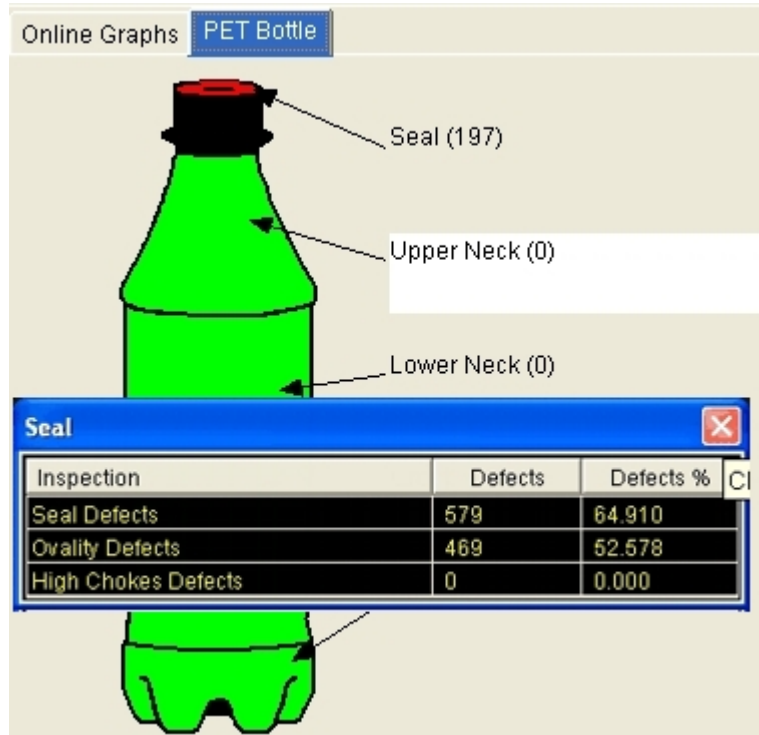 Online Graphs PET Bottle
Seal (197)
Upper Neck (0)
Lower Neck (0)
Seal
Inspection Defects Defects %
Seal Defects 579 64.910
Ovality Defects 469 52.578
High Chokes Defects 0 0.000